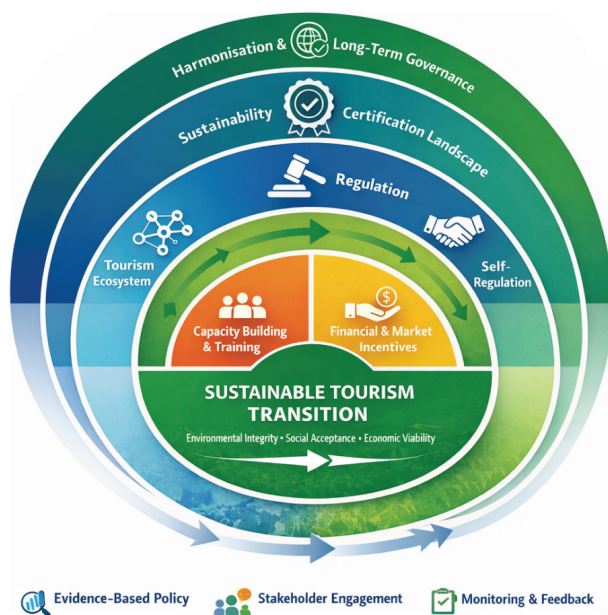 Harmonisation & Long-Term Governance
Sustainability Certification Landscape
Regulation
Tourism
Ecosystem
Self-
Regulation
Capacity Building
& Training
Financial & Market
Incentives
$
SUSTAINABLE TOURISM
TRANSITION
Environmental Integrity • Social Acceptance • Economic Viability
Evidence-Based Policy
Stakeholder Engagement
Monitoring & Feedback